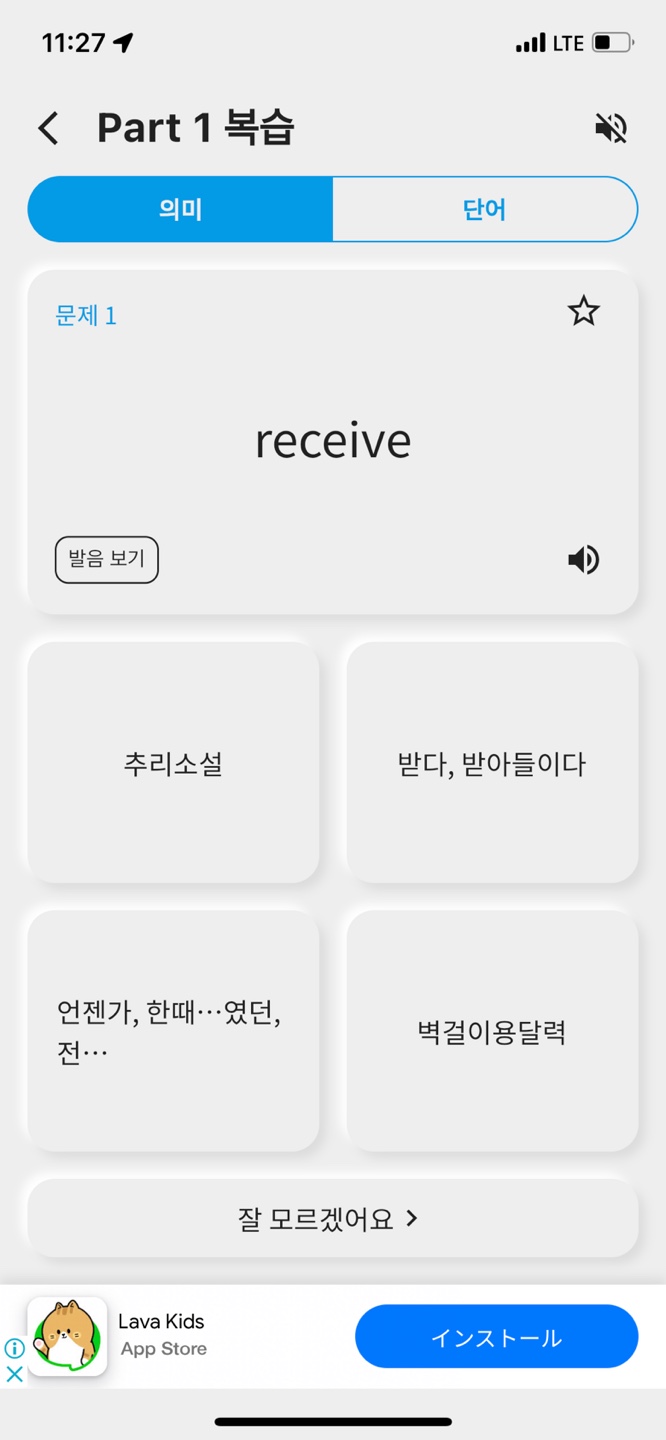 11:27
LTE
Part 1 복습
의미
단어
문제 1
receive
발음 보기
추리소설
받다, 받아들이다
언젠가, 한때…였던,
전…
벽걸이용달력
잘 모르겠어요
Lava Kids
App Store
インストール